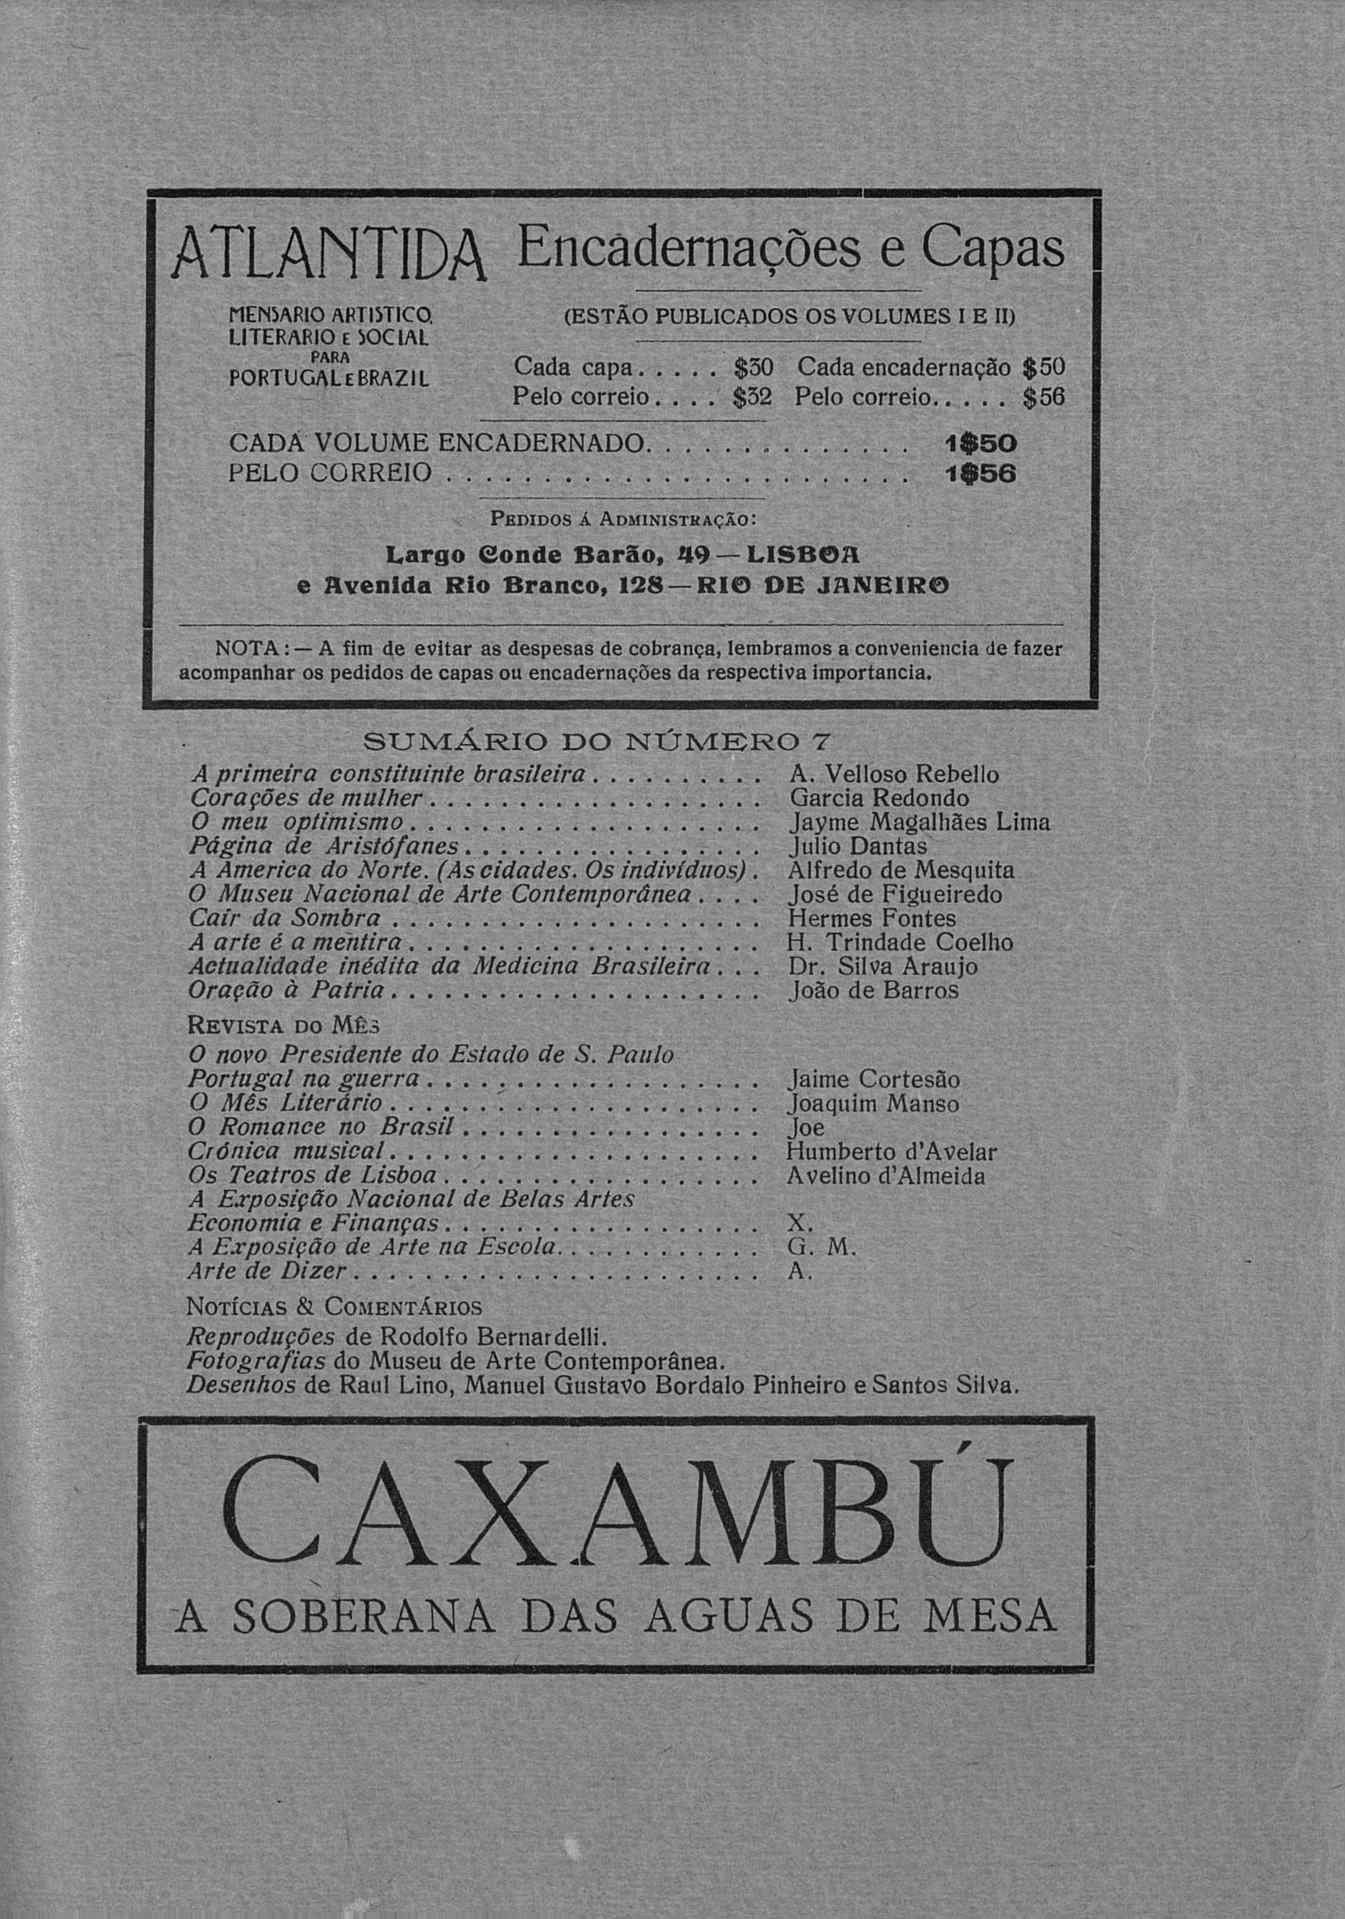 ATLANTIDA
MENSARIO ARTISTICO,
LITERARIO E SOCIAL
PARA
PORTUGAL E BRAZIL
Encadernações e Capas
(ESTÃO PUBLICADOS OS VOLUMES I E II)
Cada capa. . . . . . $30 Cada encadernação $50
Pelo correio. . . . $32 Pelo correio. . . . . . $56
CADA VOLUME ENCADERNADO. . . . . . . . . . . . . . 1$50
PELO CORREIO . . . . . . . . . . . . . . . . . . . . . . . . 1$56
PEDIDOS Á ADMINISTRAÇÃO:
Largo Conde Barão, 49 — LISBOA
e Avenida Rio Branco, 128 — RIO DE JANEIRO
NOTA : — A fim de evitar as despesas de cobrança, lembramos a conveniencia de fazer
acompanhar os pedidos de capas ou encadernações da respectiva importancia.
SUMÁRIO DO NÚMERO 7
A primeira constituinte brasileira . . . . . . . . . . A. Velloso Rebello
Corações de mulher . . . . . . . . . . . . . . . . . . . Garcia Redondo
O meu optimismo . . . . . . . . . . . . . . . . . . . . Jayme Magalhães Lima
Página de Aristófanes . . . . . . . . . . . . . . . . . Julio Dantas
A America do Norte. (As cidades. Os indivíduos) . Alfredo de Mesquita
O Museu Nacional de Arte Contemporânea . . . . José de Figueiredo
Cair da Sombra . . . . . . . . . . . . . . . . . . . . . Hermes Fontes
A arte é a mentira . . . . . . . . . . . . . . . . . . . . H. Trindade Coelho
Actualidade inédita da Medicina Brasileira . . . Dr. Silva Araujo
Oração à Patria . . . . . . . . . . . . . . . . . . . . . João de Barros
REVISTA DO MÊS
O novo Presidente do Estado de S. Paulo
Portugal na guerra . . . . . . . . . . . . . . . . . . . Jaime Cortesão
O Mês Literário . . . . . . . . . . . . . . . . . . . . . Joaquim Manso
O Romance no Brasil . . . . . . . . . . . . . . . . . Joe
Crónica musical . . . . . . . . . . . . . . . . . . . . . Humberto d'Avelar
Os Teatros de Lisboa . . . . . . . . . . . . . . . . . . Avelino d'Almeida
A Exposição Nacional de Belas Artes
Economia e Finanças . . . . . . . . . . . . . . . . . . X.
A Exposição de Arte na Escola . . . . . . . . . . . . G. M.
Arte de Dizer . . . . . . . . . . . . . . . . . . . . . . . A.
NOTÍCIAS & COMENTÁRIOS
Reproduções de Rodolfo Bernardelli.
Fotografias do Museu de Arte Contemporânea.
Desenhos de Raul Lino, Manuel Gustavo Bordalo Pinheiro e Santos Silva.
CAXAMBÚ
A SOBERANA DAS AGUAS DE MESA